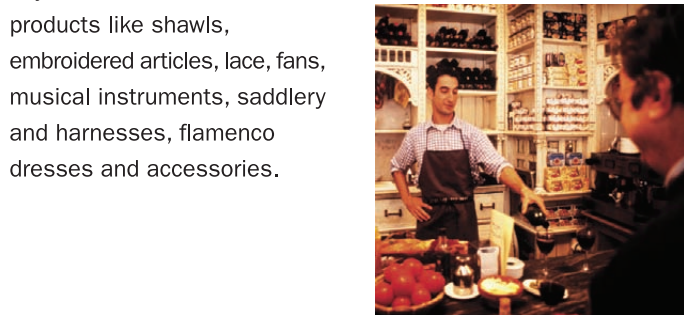 products like shawls,
embroidered articles, lace, fans,
musical instruments, saddlery
and harnesses, flamenco
dresses and accessories.